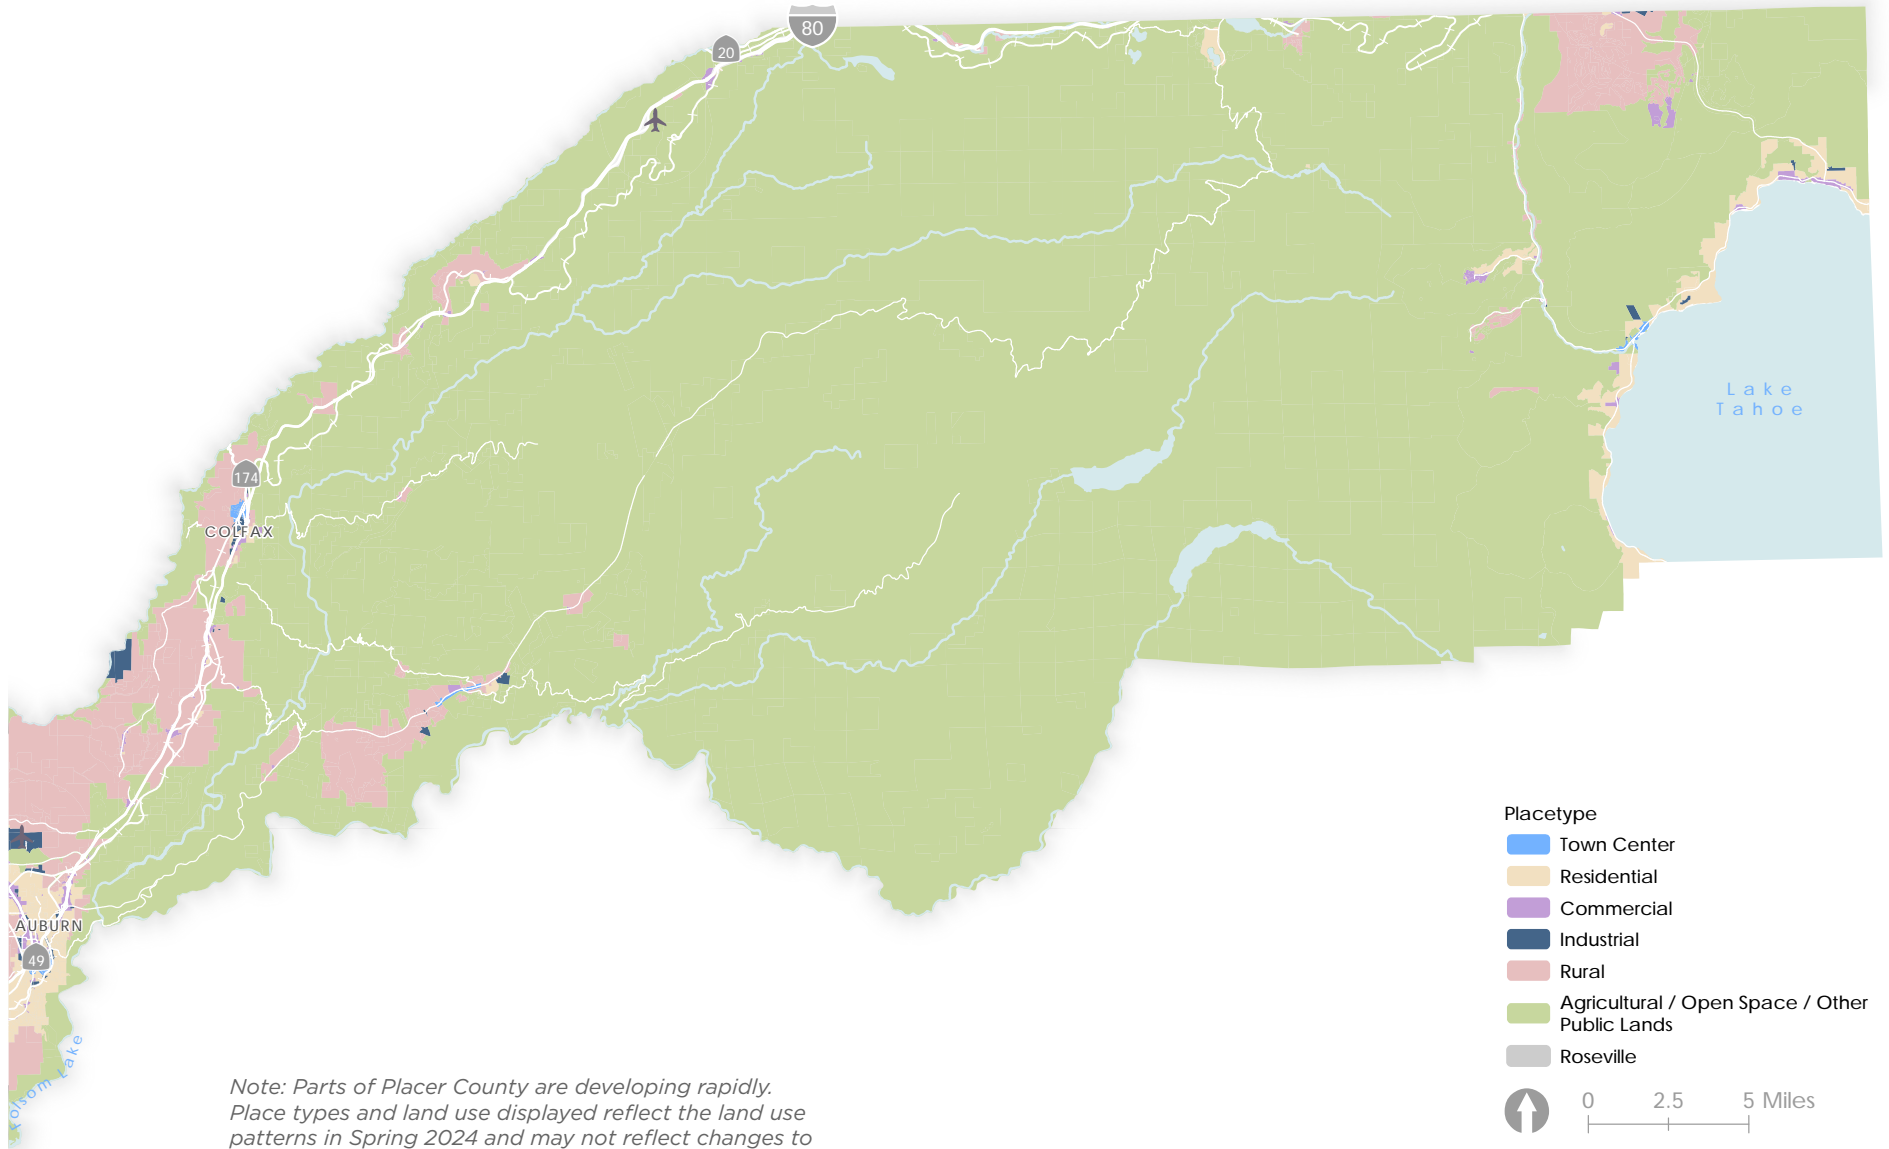 80
20
174
COLFAX
Lake
Tahoe
AUBURN
49
Folsom Lake
Placetype
Town Center
Residential
Commercial
Industrial
Rural
Agricultural / Open Space / Other
Public Lands
Roseville
0 2.5 5 Miles
Note: Parts of Placer County are developing rapidly.
Place types and land use displayed reflect the land use
patterns in Spring 2024 and may not reflect changes to